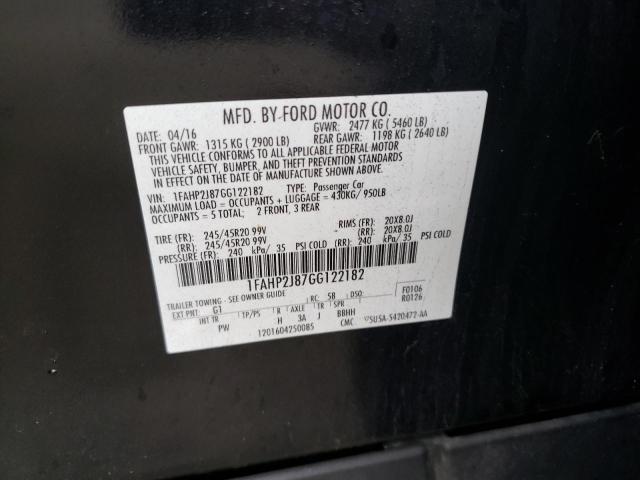 MFD. BY FORD MOTOR CO.
DATE: 04/16 GVWR: 2477 KG ( 5460 LB)
FRONT GAWR: 1315 KG ( 2900 LB) REAR GAWR: 1198 KG ( 2640 LB)
THIS VEHICLE CONFORMS TO ALL APPLICABLE FEDERAL MOTOR
VEHICLE SAFETY, BUMPER, AND THEFT PREVENTION STANDARDS
IN EFFECT ON THE DATE OF MANUFACTURE SHOWN ABOVE.
VIN: 1FAHP2J87GG122182 TYPE: Passenger Car
MAXIMUM LOAD = OCCUPANTS + LUGGAGE = 430KG/ 950LB
OCCUPANTS = 5 TOTAL; 2 FRONT, 3 REAR
TIRE (FR): 245/45R20 99V RIMS (FR): 20X8.0J
(RR): 245/45R20 99V (RR): 20X8.0J
PRESSURE (FR): 240 kPa/ 35 PSI COLD (RR): 240 kPa/ 35 PSI COLD
1FAHP2J87GG122182
TRAILER TOWING - SEE OWNER GUIDE RC: 58 DSO: F0106
EXT PNT: G1 R0126
INT TR TP/PS R AXLE TR SPR
PW H 3A J BBHH
1201604250085 CMC 5U5A-5420472-AA